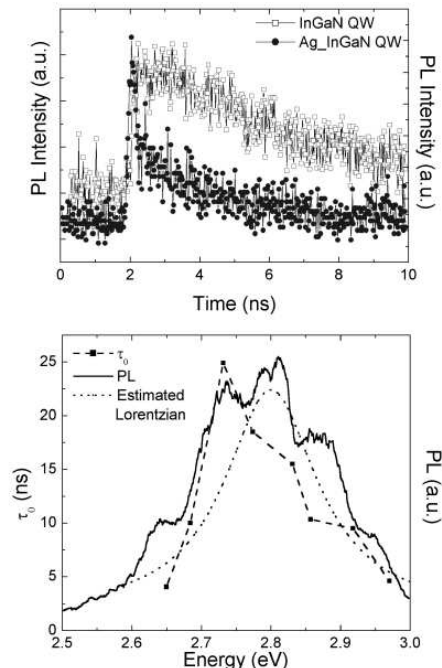 InGaN QW
Ag_InGaN QW
PL Intensity (a.u.)
PL Intensity (a.u.)
0 2 4 6 8 10
Time (ns)
τ0
PL
Estimated
Lorentzian
25
20
15
10
5
0
τ0 (ns)
PL
(a.u.)
2.5 2.6 2.7 2.8 2.9 3.0
Energy (eV)